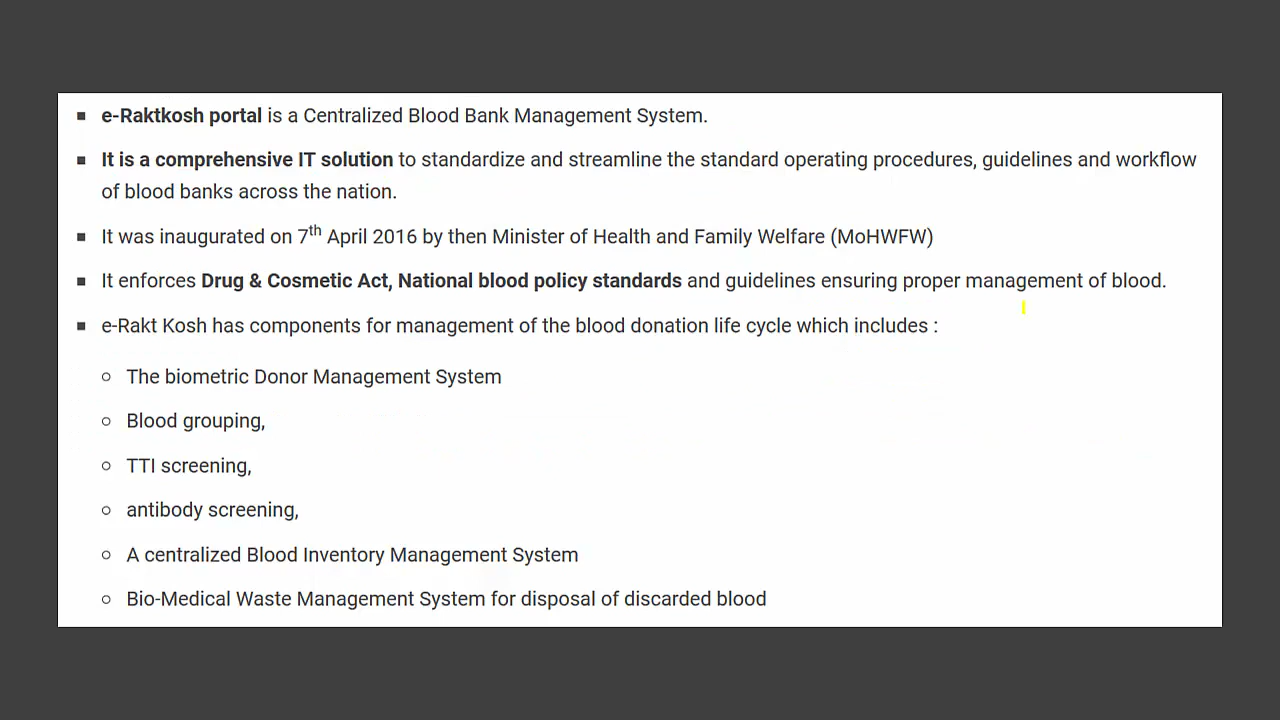 e-Raktkosh portal is a Centralized Blood Bank Management System.
It is a comprehensive IT solution to standardize and streamline the standard operating procedures, guidelines and workflow
of blood banks across the nation.
It was inaugurated on 7th April 2016 by then Minister of Health and Family Welfare (MoHWFW)
It enforces Drug & Cosmetic Act, National blood policy standards and guidelines ensuring proper management of blood.
e-Rakt Kosh has components for management of the blood donation life cycle which includes :
The biometric Donor Management System
Blood grouping,
TTI screening,
antibody screening,
A centralized Blood Inventory Management System
Bio-Medical Waste Management System for disposal of discarded blood